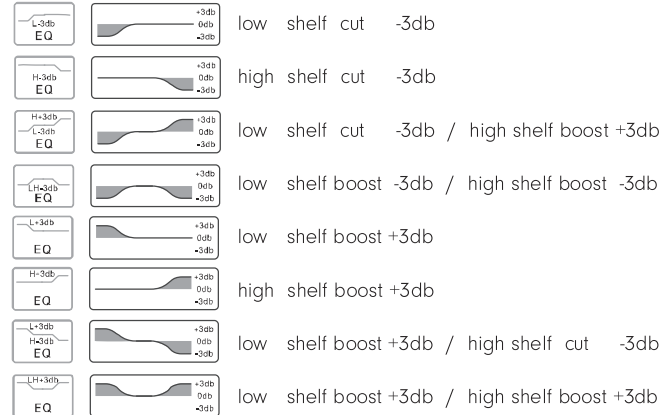 L-3db
EQ
+3db
0db
-3db
low shelf cut -3db
H-3db
EQ
+3db
0db
-3db
high shelf cut -3db
H+3db
L-3db
EQ
+3db
0db
-3db
low shelf cut -3db / high shelf boost +3db
LH-3db
EQ
+3db
0db
-3db
low shelf boost -3db / high shelf boost -3db
L+3db
EQ
+3db
0db
-3db
low shelf boost +3db
H+3db
EQ
+3db
0db
-3db
high shelf boost +3db
L+3db
H-3db
EQ
+3db
0db
-3db
low shelf boost +3db / high shelf cut -3db
LH+3db
EQ
+3db
0db
-3db
low shelf boost +3db / high shelf boost +3db